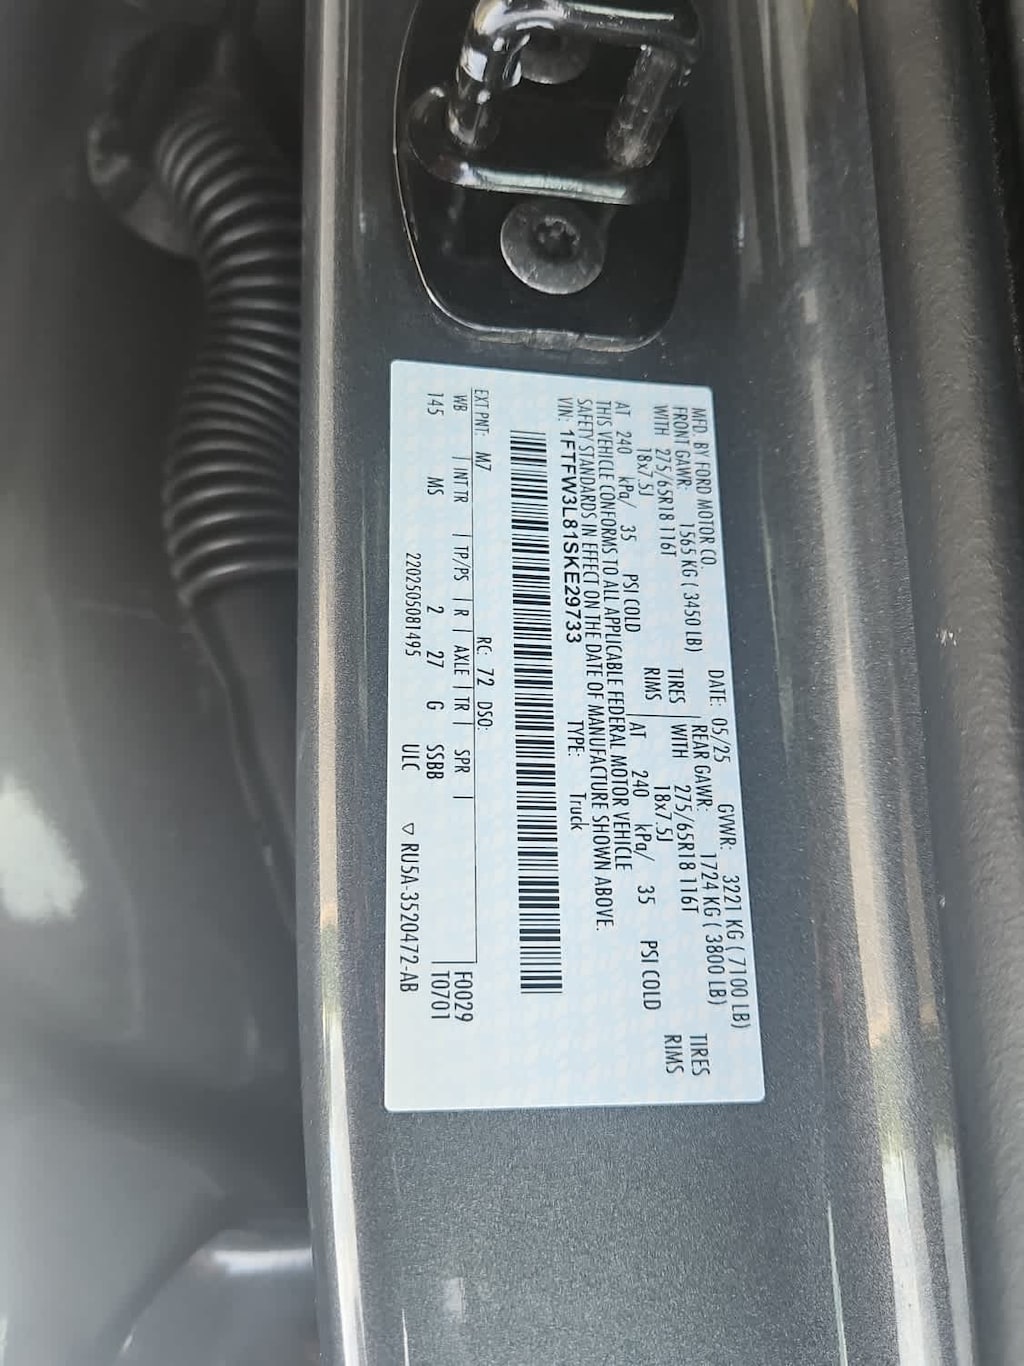 MFD. BY FORD MOTOR CO.
DATE: 05/25 GVWR: 3221 KG ( 7100 LB)
FRONT GAWR: 1565 KG ( 3450 LB) REAR GAWR: 1724 KG ( 3800 LB)
WITH 275/65R18 116T TIRES WITH 275/65R18 116T TIRES
18x7.5J RIMS 18x7.5J RIMS
AT 240 kPa/ 35 PSI COLD AT 240 kPa/ 35 PSI COLD
THIS VEHICLE CONFORMS TO ALL APPLICABLE FEDERAL MOTOR VEHICLE
SAFETY STANDARDS IN EFFECT ON THE DATE OF MANUFACTURE SHOWN ABOVE.
VIN: 1FTFW3L81SKE29733 TYPE: Truck
EXT PNT: M7 RC: 72 DSO:
WB INT TR TP/PS R AXLE TR SPR F0029
145 MS 2 27 G SSBB T0701
2202505081495 ULC ▽ RU5A-3520472-AB